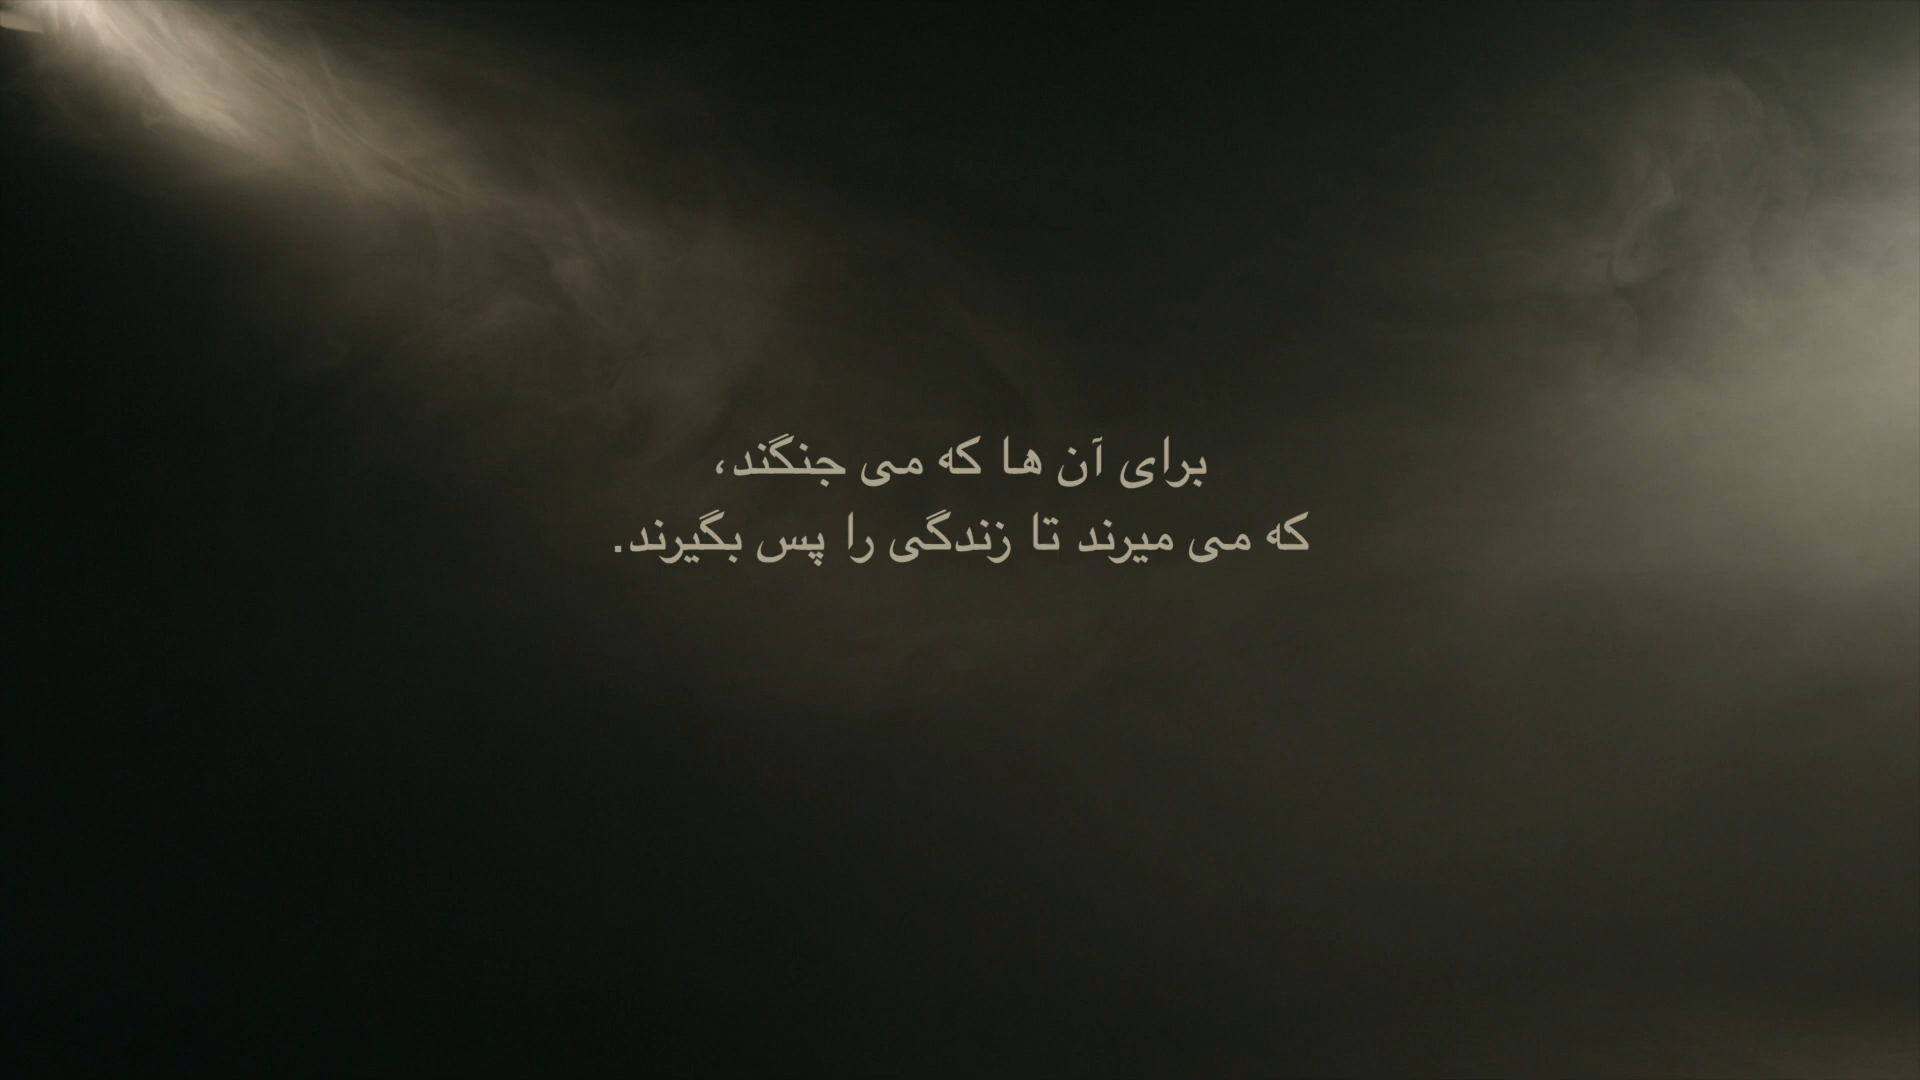 برای آن ها که می جنگند،
که می میرند تا زندگی را پس بگیرند.